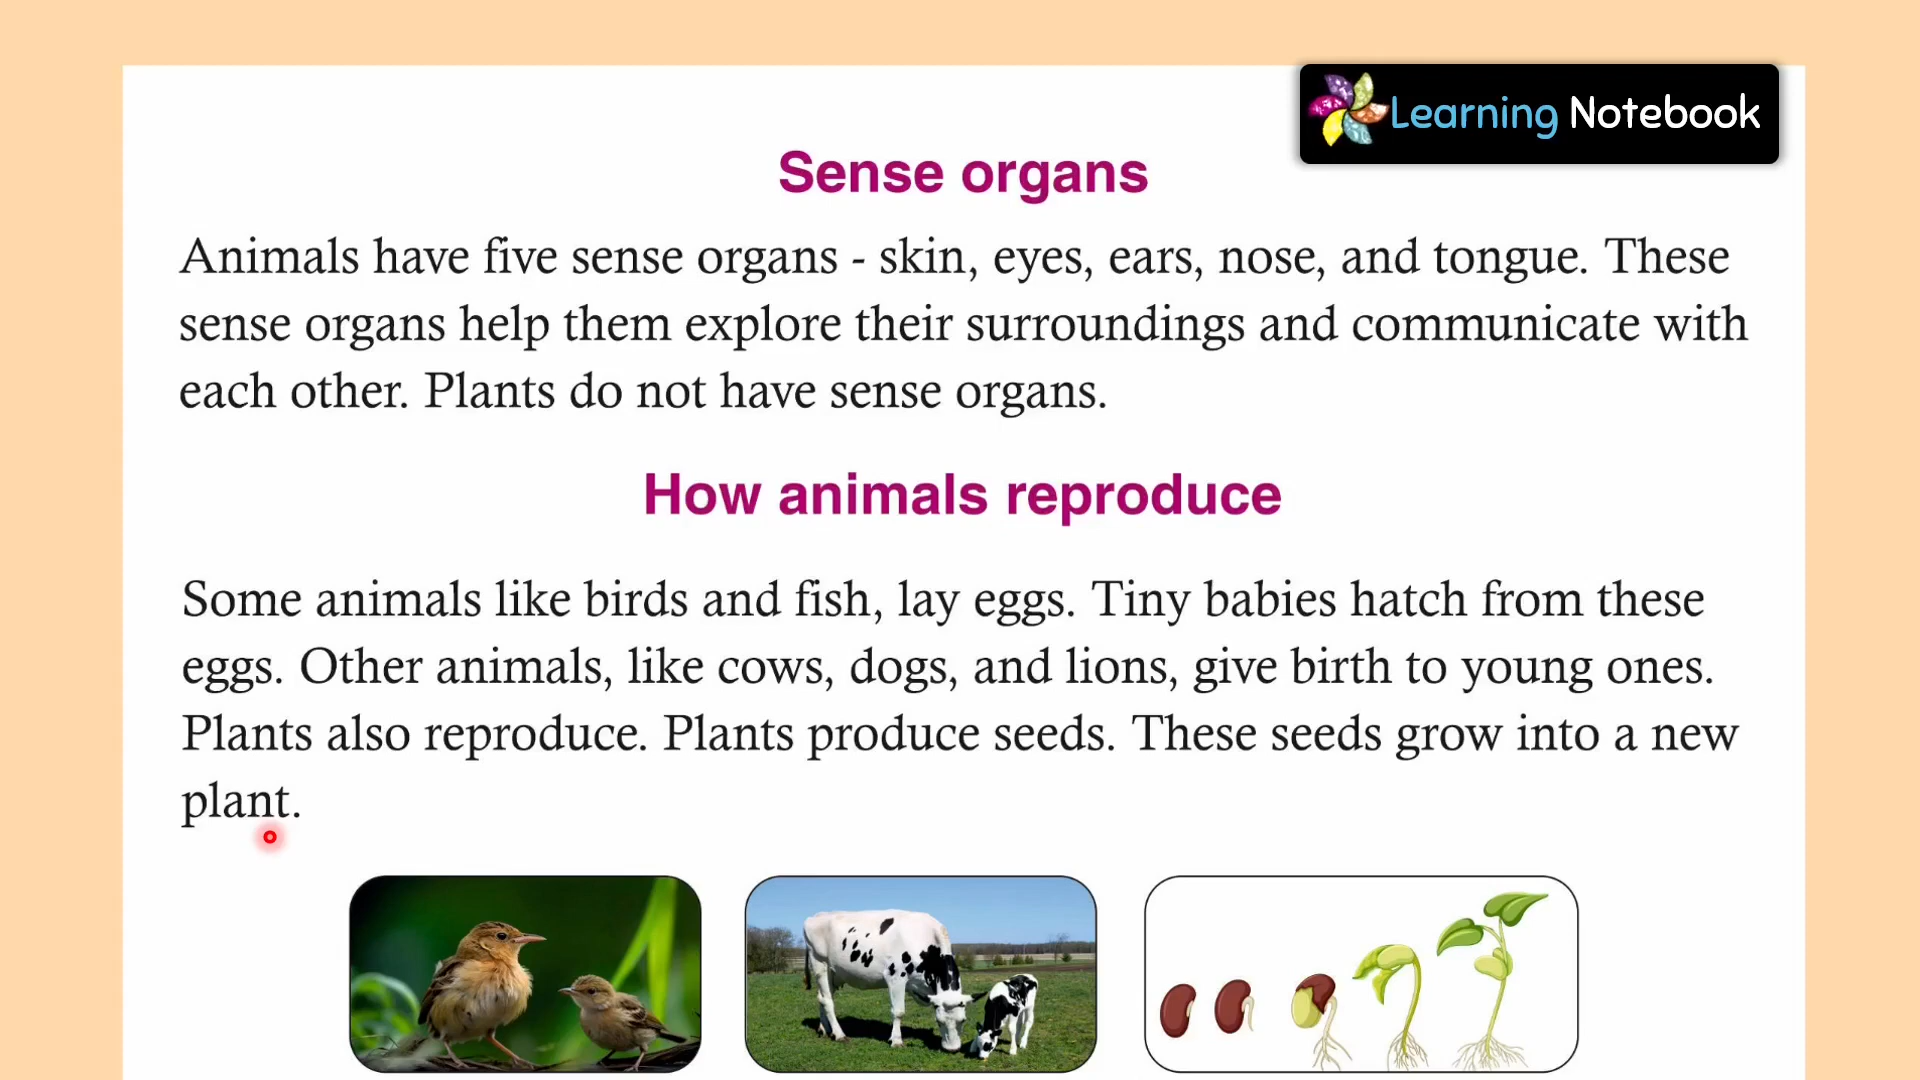 Learning Notebook
Sense organs
Animals have five sense organs - skin, eyes, ears, nose, and tongue. These
sense organs help them explore their surroundings and communicate with
each other. Plants do not have sense organs.
How animals reproduce
Some animals like birds and fish, lay eggs. Tiny babies hatch from these
eggs. Other animals, like cows, dogs, and lions, give birth to young ones.
Plants also reproduce. Plants produce seeds. These seeds grow into a new
plant.